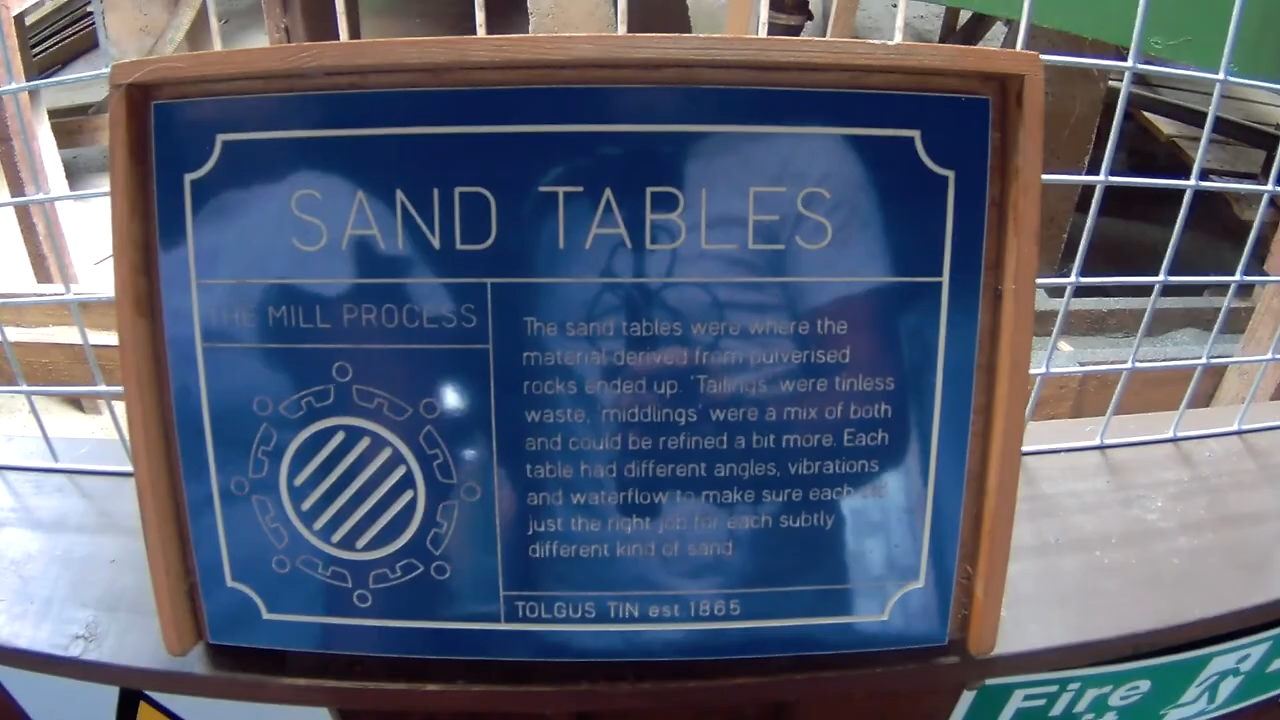 SAND TABLES
THE MILL PROCESS
The sand tables were where the
material derived from pulverised
rocks ended up. 'Tailings' were tinless
waste, 'middlings' were a mix of both
and could be refined a bit more. Each
table had different angles, vibrations
and waterflow to make sure each did
just the right job for each subtly
different kind of sand
TOLGUS TIN est 1865
Fire